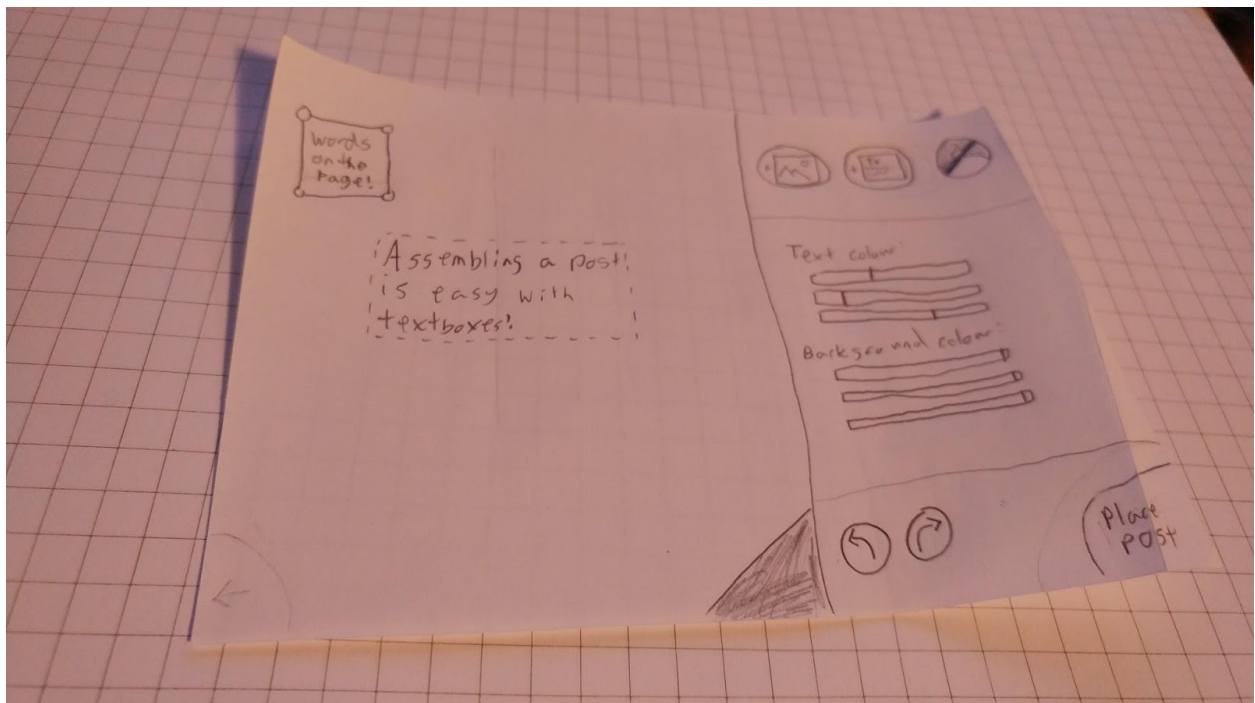 words
on the
Page!
Assembling a post
is easy with
textboxes!
Text colour:
Background colour:
Place
post